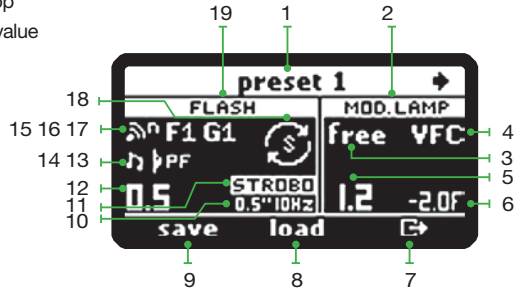 op
value
19 1 2
preset 1
FLASH MOD.LAMP
18
15 16 17 F1 G1 S free VFC 4
3
14 13 PF
5
12 0.5 STROBO 1.2 -2.0F 6
11
10 0.5"10Hz
save load
9 8 7